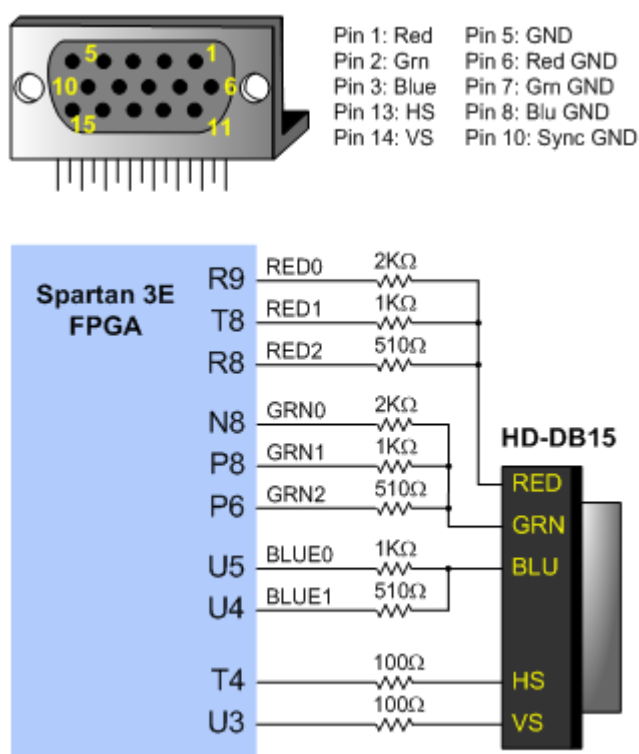 5
1
10
6
15
11
Pin 1: Red
Pin 2: Grn
Pin 3: Blue
Pin 13: HS
Pin 14: VS
Pin 5: GND
Pin 6: Red GND
Pin 7: Grn GND
Pin 8: Blu GND
Pin 10: Sync GND
Spartan 3E
FPGA
R9 RED0 2KΩ
T8 RED1 1KΩ
R8 RED2 510Ω
N8 GRN0 2KΩ
P8 GRN1 1KΩ
P6 GRN2 510Ω
U5 BLUE0 1KΩ
U4 BLUE1 510Ω
T4 100Ω
U3 100Ω
HD-DB15
RED
GRN
BLU
HS
VS